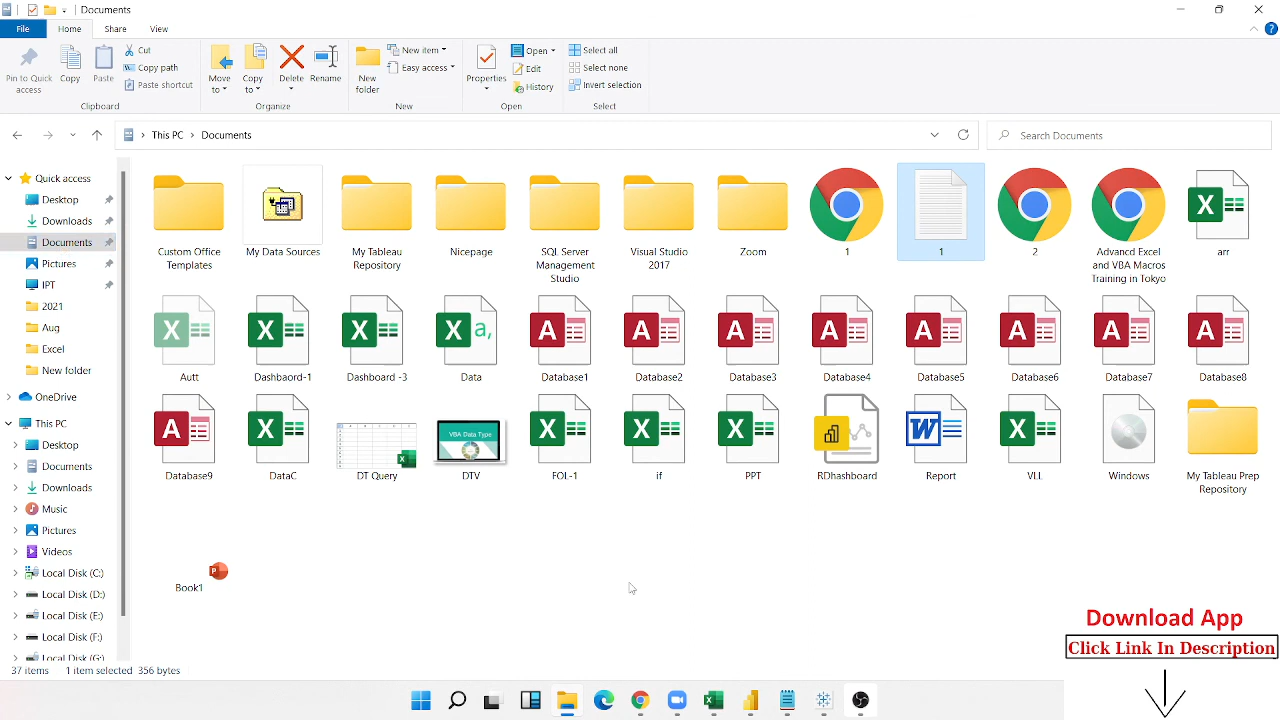 Documents
File
Home
Share
View
Pin to Quick
access
Copy
Paste
Cut
Copy path
Paste shortcut
Clipboard
Move
to
Copy
to
Delete
Rename
Organize
New
folder
New item
Easy access
New
Properties
Open
Edit
History
Open
Select all
Select none
Invert selection
Select
This PC
Documents
Search Documents
Quick access
Desktop
Downloads
Documents
Pictures
IPT
2021
Aug
Excel
New folder
OneDrive
This PC
Desktop
Documents
Downloads
Music
Pictures
Videos
Local Disk (C:)
Local Disk (D:)
Local Disk (E:)
Local Disk (F:)
Local Disk (G:)
Custom Office
Templates
My Data Sources
My Tableau
Repository
Nicepage
SQL Server
Management
Studio
Visual Studio
2017
Zoom
1
1
2
Advancd Excel
and VBA Macros
Training in Tokyo
arr
Autt
Dashbaord-1
Dashboard -3
Data
Database1
Database2
Database3
Database4
Database5
Database6
Database7
Database8
Database9
DataC
DT Query
VBA Data Type
DTV
FOL-1
if
PPT
RDhashboard
Report
VLL
Windows
My Tableau Prep
Repository
Book1
37 items
1 item selected 356 bytes
Download App
Click Link In Description